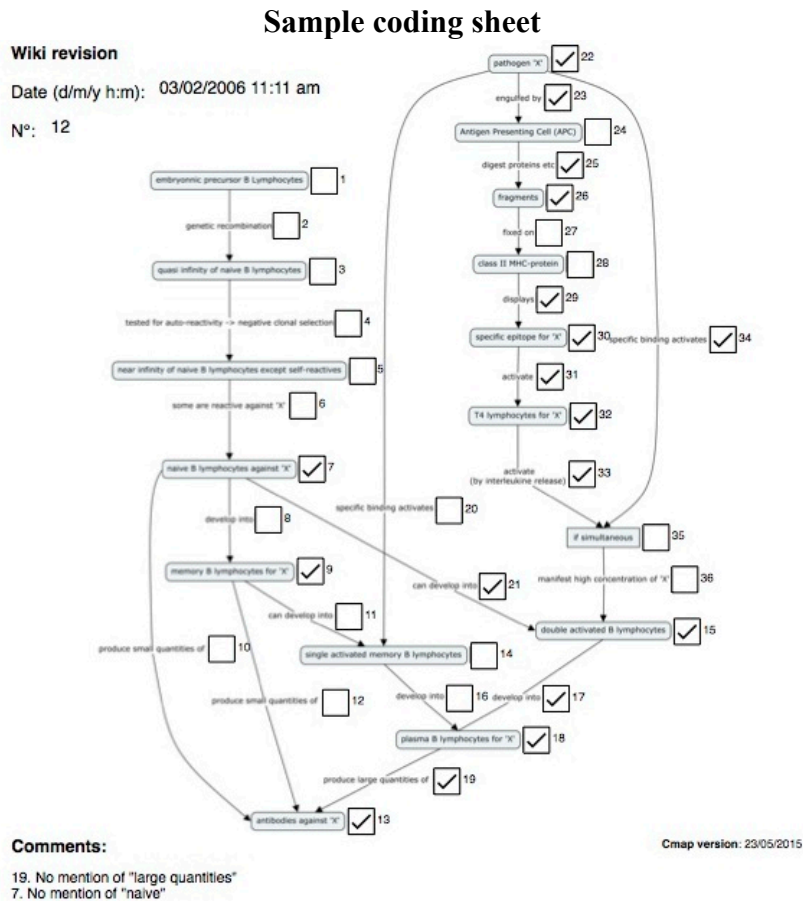 Sample coding sheet
Wiki revision
Date (d/m/y h:m): 03/02/2006 11:11 am
N°: 12
pathogen 'X' 22
engulfed by 23
Antigen Presenting Cell (APC) 24
digest proteins etc 25
embryonnic precursor B Lymphocytes 1
fragments 26
genetic recombination 2
fixed on 27
quasi infinity of naive B lymphocytes 3
class II MHC-protein 28
displays 29
tested for auto-reactivity -> negative clonal selection 4
specific epitope for 'X' 30
specific binding activates 34
near infinity of naive B lymphocytes except self-reactives 5
activate 31
some are reactive against 'X' 6
T4 lymphocytes for 'X' 32
naive B lymphocytes against 'X' 7
activate
(by interleukine release) 33
specific binding activates 20
develop into 8
if simultaneous 35
memory B lymphocytes for 'X' 9
can develop into 21
manifest high concentration of 'X' 36
can develop into 11
double activated B lymphocytes 15
produce small quantities of 10
single activated memory B lymphocytes 14
produce small quantities of 12
develop into 16
develop into 17
plasma B lymphocytes for 'X' 18
produce large quantities of 19
antibodies against 'X' 13
Comments:
Cmap version: 23/05/2015
19. No mention of "large quantities"
7. No mention of "naive"